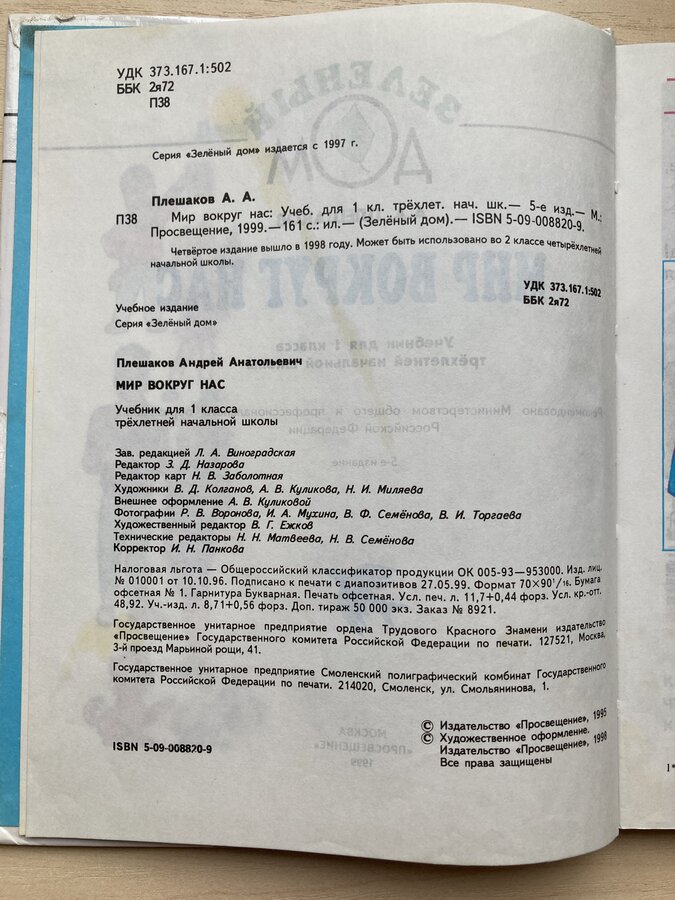 УДК 373.167.1:502
ББК 2я72
П38
Серия «Зелёный дом» издается с 1997 г.
Плешаков А. А.
П38 Мир вокруг нас: Учеб. для 1 кл. трёхлет. нач. шк.— 5-е изд.— М.:
Просвещение, 1999.—161 с.: ил.— (Зелёный дом).— ISBN 5-09-008820-9.
Четвёртое издание вышло в 1998 году. Может быть использовано во 2 классе четырёхлетней
начальной школы.
УДК 373.167.1:502
ББК 2я72
Учебное издание
Серия «Зелёный дом»
Плешаков Андрей Анатольевич
МИР ВОКРУГ НАС
Учебник для 1 класса
трёхлетней начальной школы
Зав. редакцией Л. А. Виноградская
Редактор З. Д. Назарова
Редактор карт Н. В. Заболотная
Художники В. Д. Колганов, А. В. Куликова, Н. И. Миляева
Внешнее оформление А. В. Куликовой
Фотографии Р. В. Воронова, И. А. Мухина, В. Ф. Семёнова, В. И. Торгаева
Художественный редактор В. Г. Ежков
Технические редакторы Н. Н. Матвеева, Н. В. Семёнова
Корректор И. Н. Панкова
Налоговая льгота — Общероссийский классификатор продукции ОК 005-93—953000. Изд. лиц.
№ 010001 от 10.10.96. Подписано к печати с диапозитивов 27.05.99. Формат 70×90¹/₁₆. Бумага
офсетная № 1. Гарнитура Букварная. Печать офсетная. Усл. печ. л. 11,7+0,44 форз. Усл. кр.-отт.
48,92. Уч.-изд. л. 8,71+0,56 форз. Доп. тираж 50 000 экз. Заказ № 8921.
Государственное унитарное предприятие ордена Трудового Красного Знамени издательство
«Просвещение» Государственного комитета Российской Федерации по печати. 127521, Москва,
3-й проезд Марьиной рощи, 41.
Государственное унитарное предприятие Смоленский полиграфический комбинат Государственного
комитета Российской Федерации по печати. 214020, Смоленск, ул. Смольянинова, 1.
ISBN 5-09-008820-9
© Издательство «Просвещение», 1995
© Художественное оформление.
Издательство «Просвещение», 1998
Все права защищены
1*